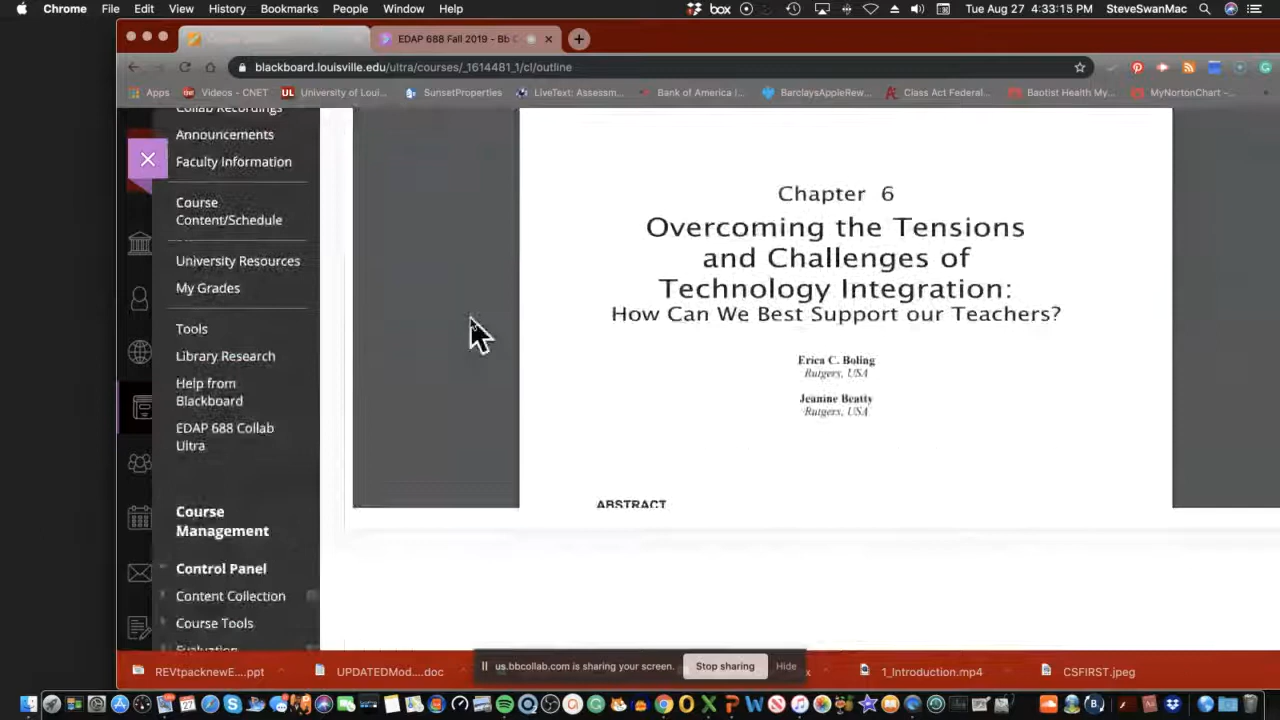 Chrome File Edit View History Bookmarks People Window Help box Tue Aug 27 4:33:15 PM SteveSwanMac
EDAP 688 Fall 2019 - Bb C
blackboard.louisville.edu/ultra/courses/_1614481_1/cl/outline
Apps Videos - CNET UL University of Loui... SunsetProperties LiveText: Assessm... Bank of America |... BarclaysAppleRew... Class Act Federal... Baptist Health My... MyNortonChart -...
Collab Recordings
Announcements
Faculty Information
Course
Content/Schedule
University Resources
My Grades
Tools
Library Research
Help from
Blackboard
EDAP 688 Collab
Ultra
Course
Management
Control Panel
Content Collection
Course Tools
Evaluation
Chapter 6
Overcoming the Tensions
and Challenges of
Technology Integration:
How Can We Best Support our Teachers?
Erica C. Boling
Rutgers, USA
Jeanine Beatty
Rutgers, USA
ABSTRACT
REVtpacknewE....ppt UPDATEDMod....doc us.bbcollab.com is sharing your screen. Stop sharing Hide 1_Introduction.mp4 CSFIRST.jpeg